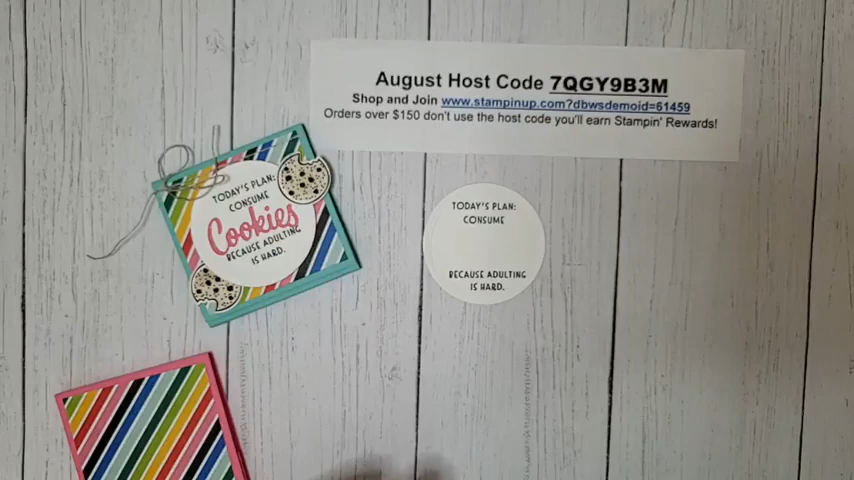 August Host Code 7QGY9B3M
Shop and Join www.stampinup.com?dbwsdemoid=61459
Orders over $150 don't use the host code you'll earn Stampin' Rewards!
TODAY'S PLAN:
CONSUME
Cookies
BECAUSE ADULTING
IS HARD.
TODAY'S PLAN:
CONSUME
BECAUSE ADULTING
IS HARD.